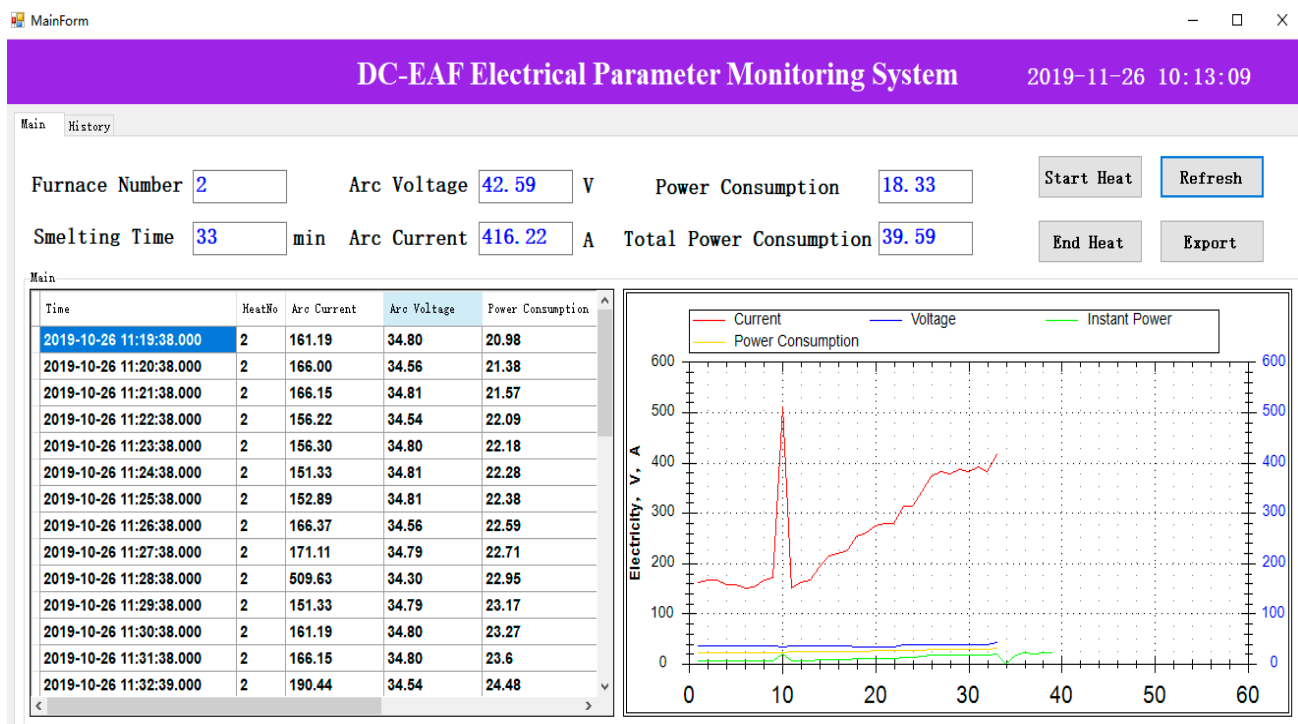 MainForm
DC-EAF Electrical Parameter Monitoring System 2019-11-26 10:13:09
Main History
Furnace Number 2 Arc Voltage 42.59 V Power Consumption 18.33 Start Heat Refresh
Smelting Time 33 min Arc Current 416.22 A Total Power Consumption 39.59 End Heat Export
Main
Time HeatNo Arc Current Arc Voltage Power Consumption
2019-10-26 11:19:38.000 2 161.19 34.80 20.98
2019-10-26 11:20:38.000 2 166.00 34.56 21.38
2019-10-26 11:21:38.000 2 166.15 34.81 21.57
2019-10-26 11:22:38.000 2 156.22 34.54 22.09
2019-10-26 11:23:38.000 2 156.30 34.80 22.18
2019-10-26 11:24:38.000 2 151.33 34.81 22.28
2019-10-26 11:25:38.000 2 152.89 34.81 22.38
2019-10-26 11:26:38.000 2 166.37 34.56 22.59
2019-10-26 11:27:38.000 2 171.11 34.79 22.71
2019-10-26 11:28:38.000 2 509.63 34.30 22.95
2019-10-26 11:29:38.000 2 151.33 34.79 23.17
2019-10-26 11:30:38.000 2 161.19 34.80 23.27
2019-10-26 11:31:38.000 2 166.15 34.80 23.6
2019-10-26 11:32:39.000 2 190.44 34.54 24.48
Current Voltage Instant Power
Power Consumption
Electricity, V, A
600 600
500 500
400 400
300 300
200 200
100 100
0 0
0 10 20 30 40 50 60